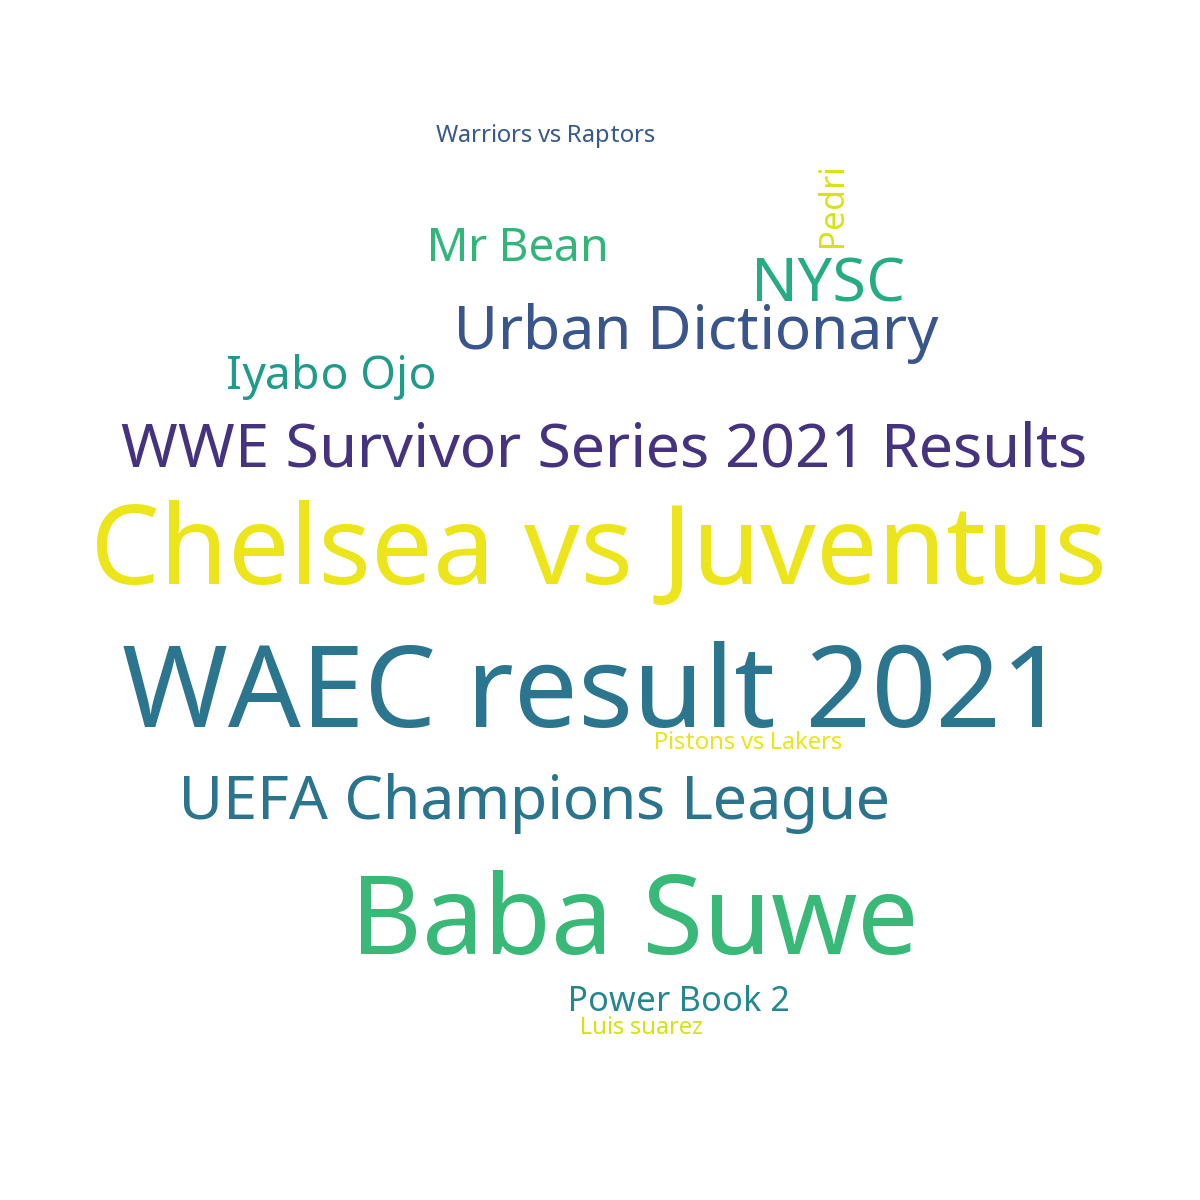 Warriors vs Raptors
Pedri
Mr Bean
NYSC
Urban Dictionary
Iyabo Ojo
WWE Survivor Series 2021 Results
Chelsea vs Juventus
WAEC result 2021
Pistons vs Lakers
UEFA Champions League
Baba Suwe
Power Book 2
Luis suarez